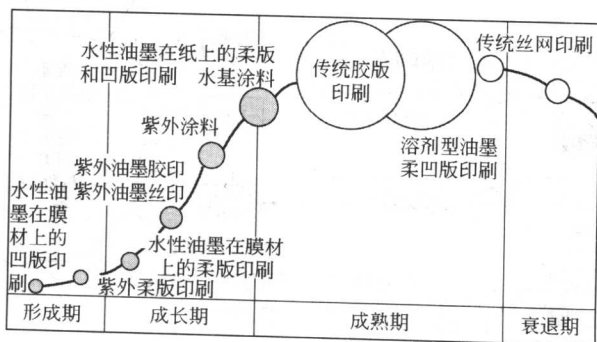 水性油墨在纸上的柔版
和凹版印刷
水基涂料
传统胶版
印刷
传统丝网印刷
紫外涂料
溶剂型油墨
柔凹版印刷
紫外油墨胶印
紫外油墨丝印
水性油
墨在膜
材上的
凹版印
刷
水性油墨在膜材
上的柔版印刷
紫外柔版印刷
形成期
成长期
成熟期
衰退期